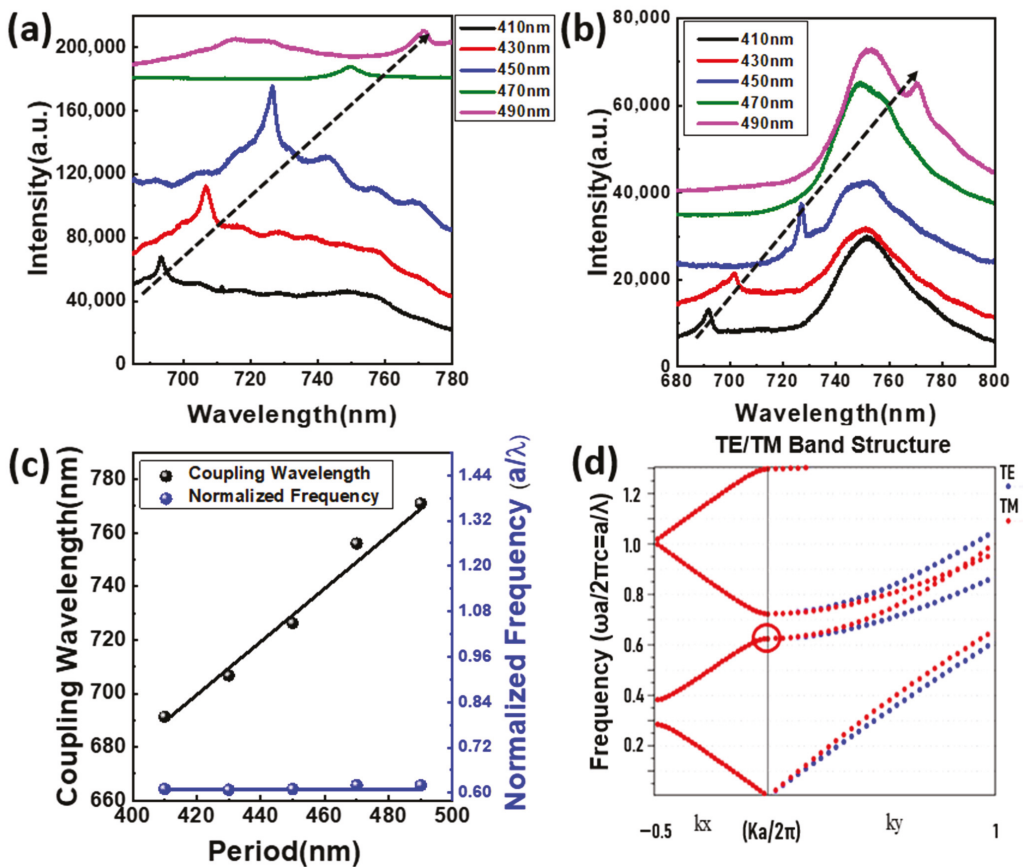 (a)
200,000
160,000
120,000
80,000
40,000
0
Intensity(a.u.)
410nm
430nm
450nm
470nm
490nm
700
720
740
760
780
Wavelength(nm)
(b)
80,000
60,000
40,000
20,000
0
Intensity(a.u.)
410nm
430nm
450nm
470nm
490nm
680
700
720
740
760
780
800
Wavelength(nm)
(c)
780
760
740
720
700
680
660
Coupling Wavelength(nm)
Coupling Wavelength
Normalized Frequency
1.44
1.36
1.26
1.20
1.08
0.96
0.84
0.72
0.60
Normalized Frequency (a/λ)
400
420
440
460
480
500
Period(nm)
TE/TM Band Structure
(d)
TE
TM
1.2
1.0
0.8
0.6
0.4
0.2
Frequency (ωa/2πc=a/λ)
−0.5
kx
(Ka/2π)
ky
1